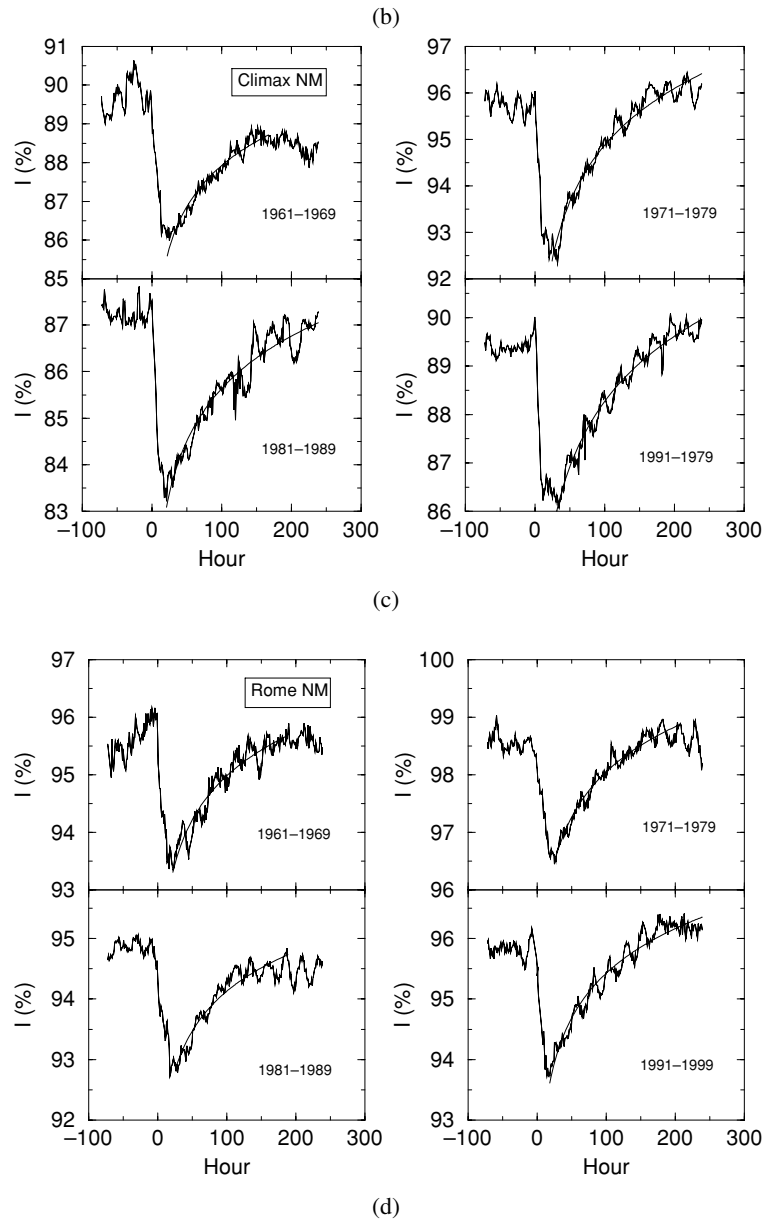 (b)
91
90
89
88
87
86
85
I (%)
Climax NM
1961–1969
97
96
95
94
93
92
I (%)
1971–1979
87
86
85
84
83
I (%)
1981–1989
−100 0 100 200 300
Hour
90
89
88
87
86
I (%)
1991–1979
−100 0 100 200 300
Hour
(c)
97
96
95
94
93
I (%)
Rome NM
1961–1969
100
99
98
97
96
I (%)
1971–1979
95
94
93
92
I (%)
1981–1989
−100 0 100 200 300
Hour
96
95
94
93
I (%)
1991–1999
−100 0 100 200 300
Hour
(d)